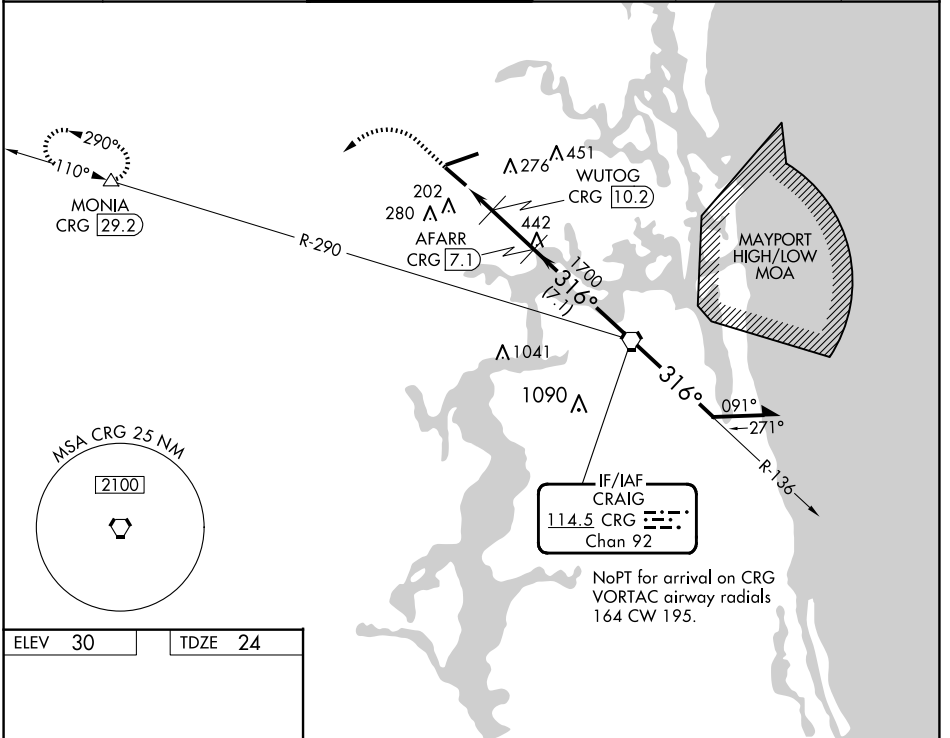 290°
110°
MONIA
CRG 29.2
R-290
276
451
WUTOG
CRG 10.2
202
280
442
AFARR
CRG 7.1
1700
316°
(7.1)
MAYPORT
HIGH/LOW
MOA
1041
1090
316°
091°
271°
R-136
MSA CRG 25 NM
2100
IF/IAF
CRAIG
114.5 CRG
Chan 92
NoPT for arrival on CRG
VORTAC airway radials
164 CW 195.
ELEV 30
TDZE 24